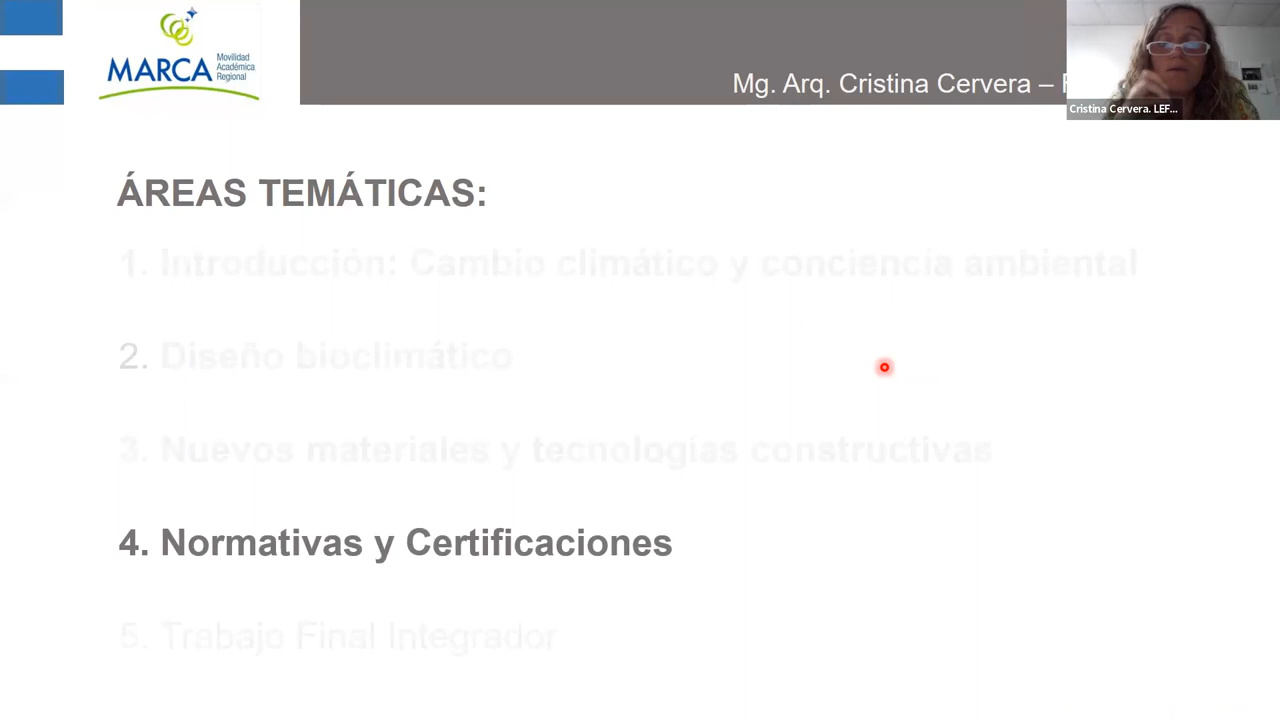 MARCA
Movilidad
Académica
Regional
Mg. Arq. Cristina Cervera –
Cristina Cervera. LEF...
ÁREAS TEMÁTICAS:
1. Introducción: Cambio climático y conciencia ambiental
2. Diseño bioclimático
3. Nuevos materiales y tecnologías constructivas
4. Normativas y Certificaciones
5. Trabajo Final Integrador